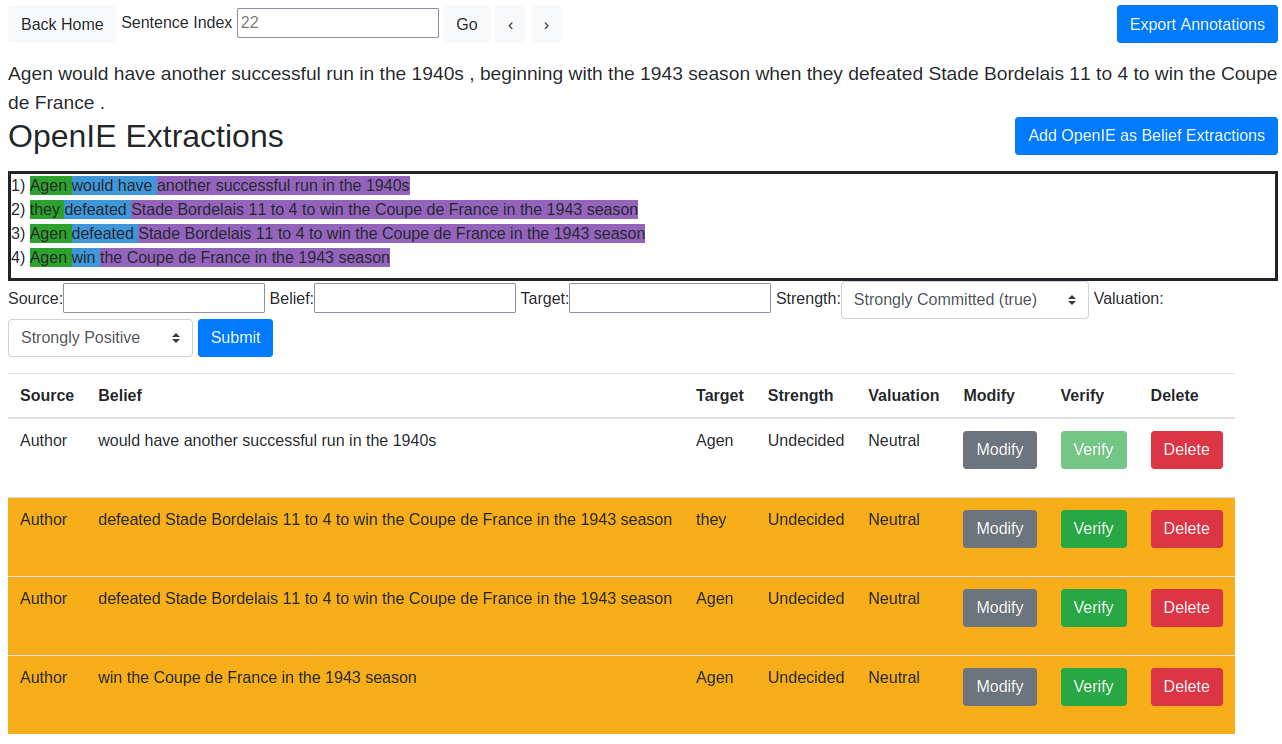 Back Home Sentence Index 22 Go ‹ › Export Annotations
Agen would have another successful run in the 1940s , beginning with the 1943 season when they defeated Stade Bordelais 11 to 4 to win the Coupe
de France .
OpenIE Extractions Add OpenIE as Belief Extractions
1) Agen would have another successful run in the 1940s
2) they defeated Stade Bordelais 11 to 4 to win the Coupe de France in the 1943 season
3) Agen defeated Stade Bordelais 11 to 4 to win the Coupe de France in the 1943 season
4) Agen win the Coupe de France in the 1943 season
Source: Belief: Target: Strength: Strongly Committed (true) Valuation:
Strongly Positive Submit
Source Belief Target Strength Valuation Modify Verify Delete
Author would have another successful run in the 1940s Agen Undecided Neutral Modify Verify Delete
Author defeated Stade Bordelais 11 to 4 to win the Coupe de France in the 1943 season they Undecided Neutral Modify Verify Delete
Author defeated Stade Bordelais 11 to 4 to win the Coupe de France in the 1943 season Agen Undecided Neutral Modify Verify Delete
Author win the Coupe de France in the 1943 season Agen Undecided Neutral Modify Verify Delete